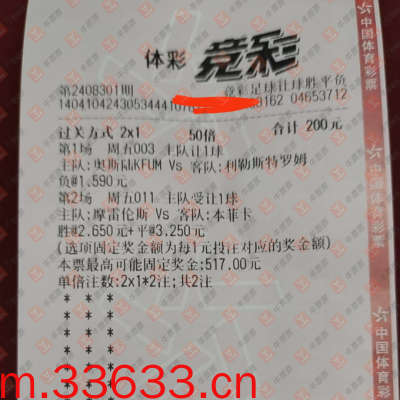 体彩 竞彩
第2408301期 竞彩足球让球胜平负
162 04653712
过关方式 2x1 50倍 合计 200元
第1场 周五003 主队让1球
主队:奥斯陆KFUM Vs 客队:利勒斯特罗姆
负@1.590元
第2场 周五011 主队受让1球
主队:摩雷伦斯 Vs 客队:本菲卡
胜@2.650元+平@3.250元
(选项固定奖金额为每1元投注对应的奖金额)
本票最高可能固定奖金:517.00元
单倍注数:2x1*2注;共2注
* * *
* * *
* * *
* * *
* * *
* * *
m.33633.cn
中国体育彩票
中国体育彩票
中国体育彩票